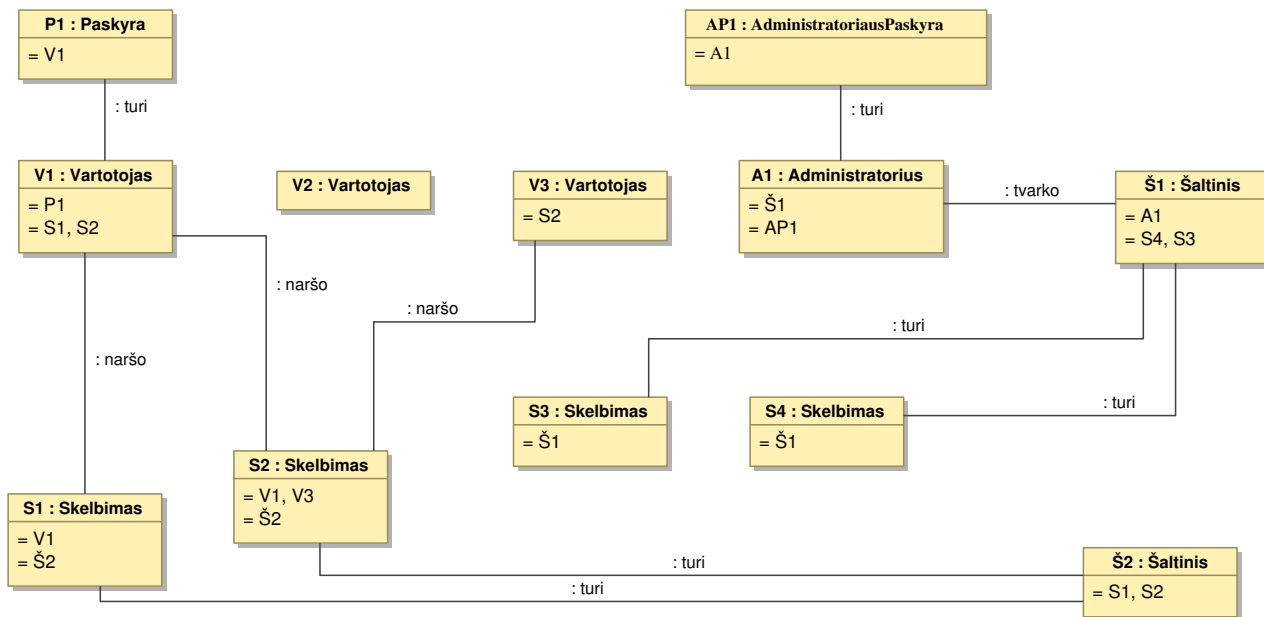 P1 : Paskyra
= V1
AP1 : AdministratoriausPaskyra
= A1
: turi
: turi
V1 : Vartotojas
= P1
= S1, S2
V2 : Vartotojas
V3 : Vartotojas
= S2
A1 : Administratorius
= Š1
= AP1
: tvarko
Š1 : Šaltinis
= A1
= S4, S3
: naršo
: naršo
: turi
: naršo
S3 : Skelbimas
= Š1
S4 : Skelbimas
= Š1
: turi
S2 : Skelbimas
= V1, V3
= Š2
S1 : Skelbimas
= V1
= Š2
: turi
: turi
Š2 : Šaltinis
= S1, S2